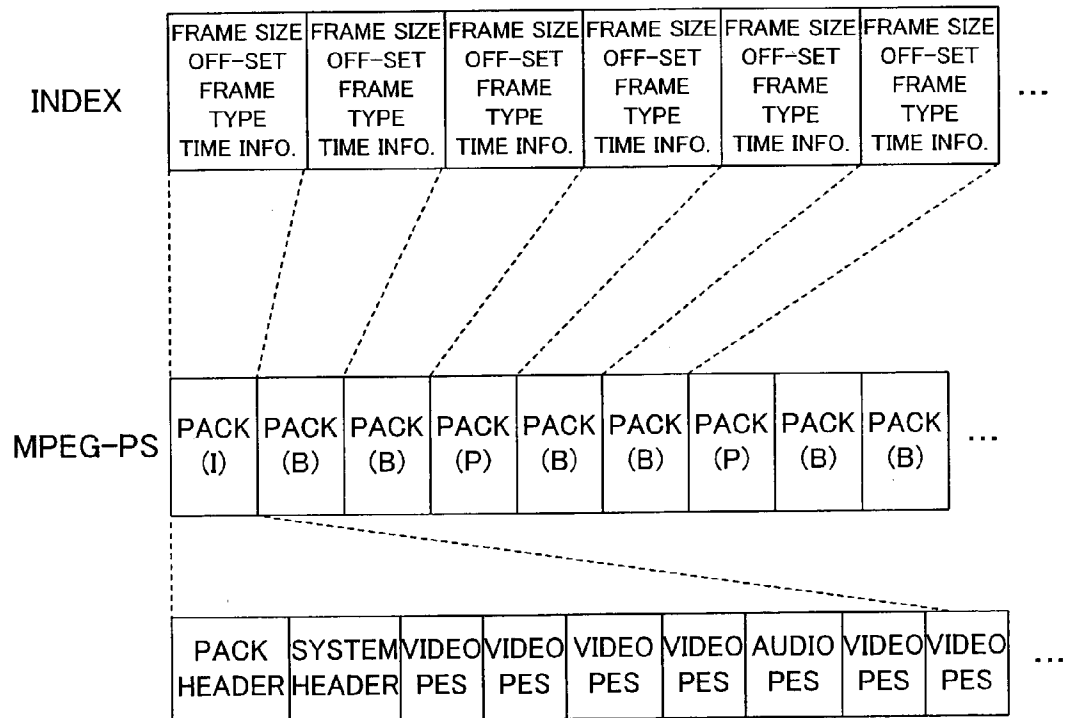 FRAME SIZE FRAME SIZE FRAME SIZE FRAME SIZE FRAME SIZE FRAME SIZE
OFF-SET OFF-SET OFF-SET OFF-SET OFF-SET OFF-SET
INDEX FRAME FRAME FRAME FRAME FRAME FRAME ...
TYPE TYPE TYPE TYPE TYPE TYPE
TIME INFO. TIME INFO. TIME INFO. TIME INFO. TIME INFO. TIME INFO.
MPEG-PS PACK PACK PACK PACK PACK PACK PACK PACK PACK ...
(I) (B) (B) (P) (B) (B) (P) (B) (B)
PACK SYSTEM VIDEO VIDEO VIDEO VIDEO AUDIO VIDEO VIDEO ...
HEADER HEADER PES PES PES PES PES PES PES